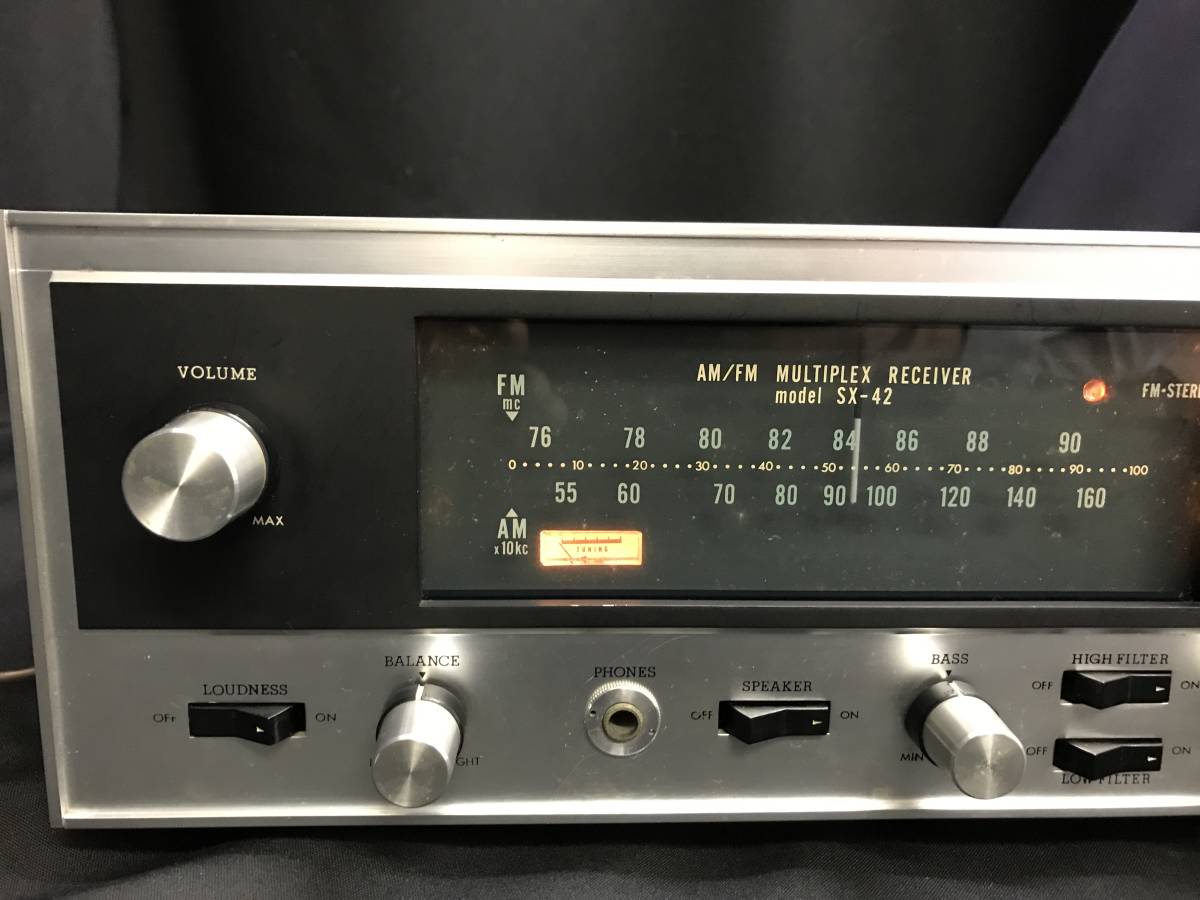 VOLUME
MAX
AM/FM MULTIPLEX RECEIVER
model SX-42
FM-STERE
FM
mc
76 78 80 82 84 86 88 90
0 10 20 30 40 50 60 70 80 90 100
55 60 70 80 90 100 120 140 160
AM
x10kc
TUNING
LOUDNESS
OFF ON
BALANCE
GHT
PHONES
SPEAKER
OFF ON
BASS
MIN
HIGH FILTER
OFF ON
OFF ON
LOW FILTER